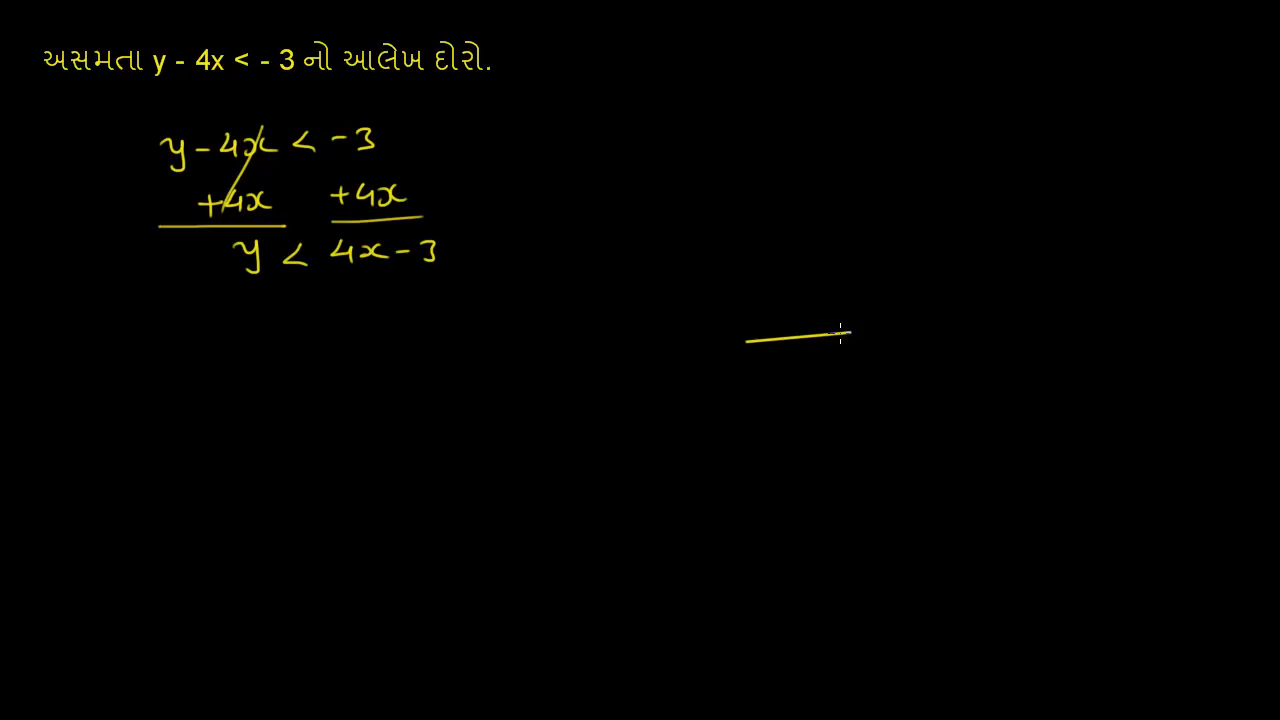 અસમતા y - 4x < - 3 નો આલેખ દોરો.
y - 4x < -3
+4x +4x
y < 4x - 3